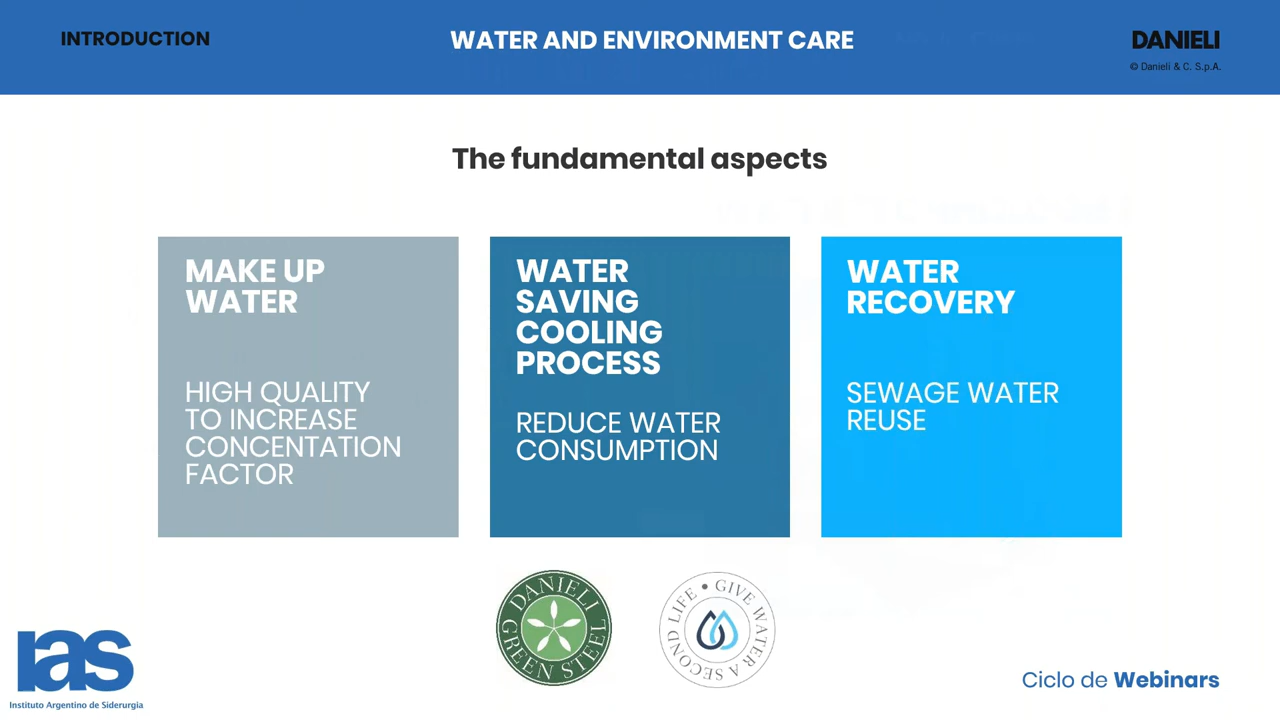 INTRODUCTION
WATER AND ENVIRONMENT CARE
DANIELI
© Danieli & C. S.p.A.
The fundamental aspects
MAKE UP
WATER
HIGH QUALITY
TO INCREASE
CONCENTATION
FACTOR
WATER
SAVING
COOLING
PROCESS
REDUCE WATER
CONSUMPTION
WATER
RECOVERY
SEWAGE WATER
REUSE
DANIELI
GREEN STEEL
GIVE WATER A SECOND LIFE •
ias
Instituto Argentino de Siderurgia
Ciclo de Webinars